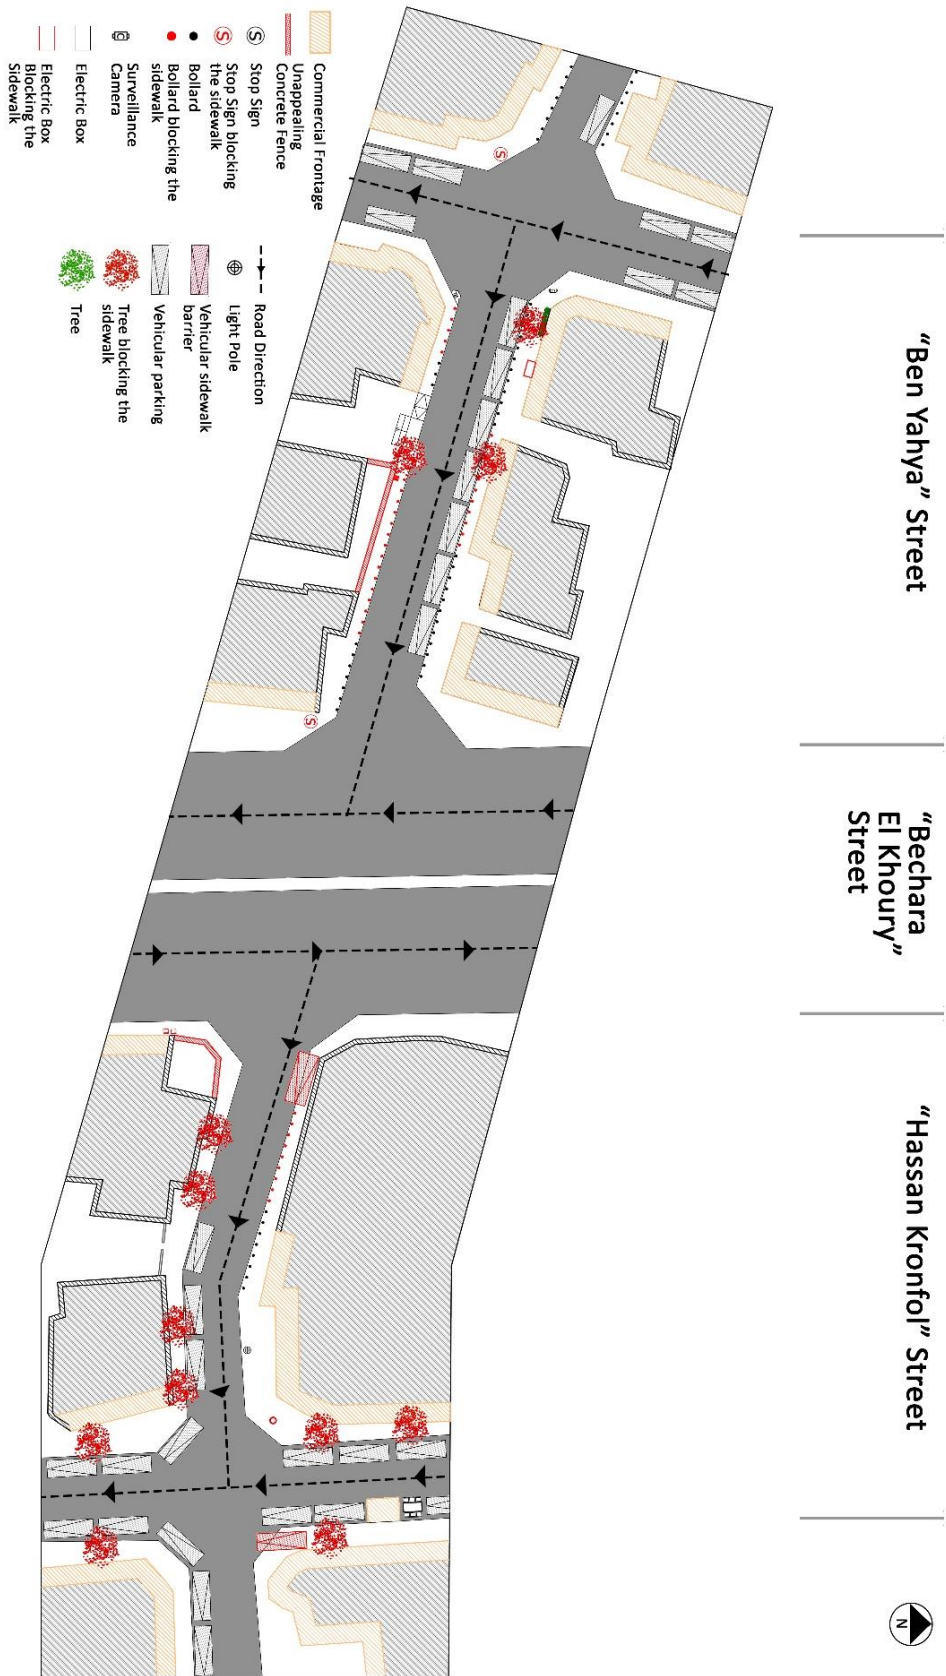 "Ben Yahya" Street
"Bechara
El Khoury"
Street
"Hassan Kronfol" Street
N
S
S
Commercial Frontage
Unappealing
Concrete Fence
Stop Sign
Stop Sign blocking
the sidewalk
Bollard
Bollard blocking the
sidewalk
Surveillance
Camera
Electric Box
Electric Box
Blocking the
Sidewalk
Road Direction
Light Pole
Vehicular sidewalk
barrier
Vehicular parking
Tree blocking the
sidewalk
Tree
S
S